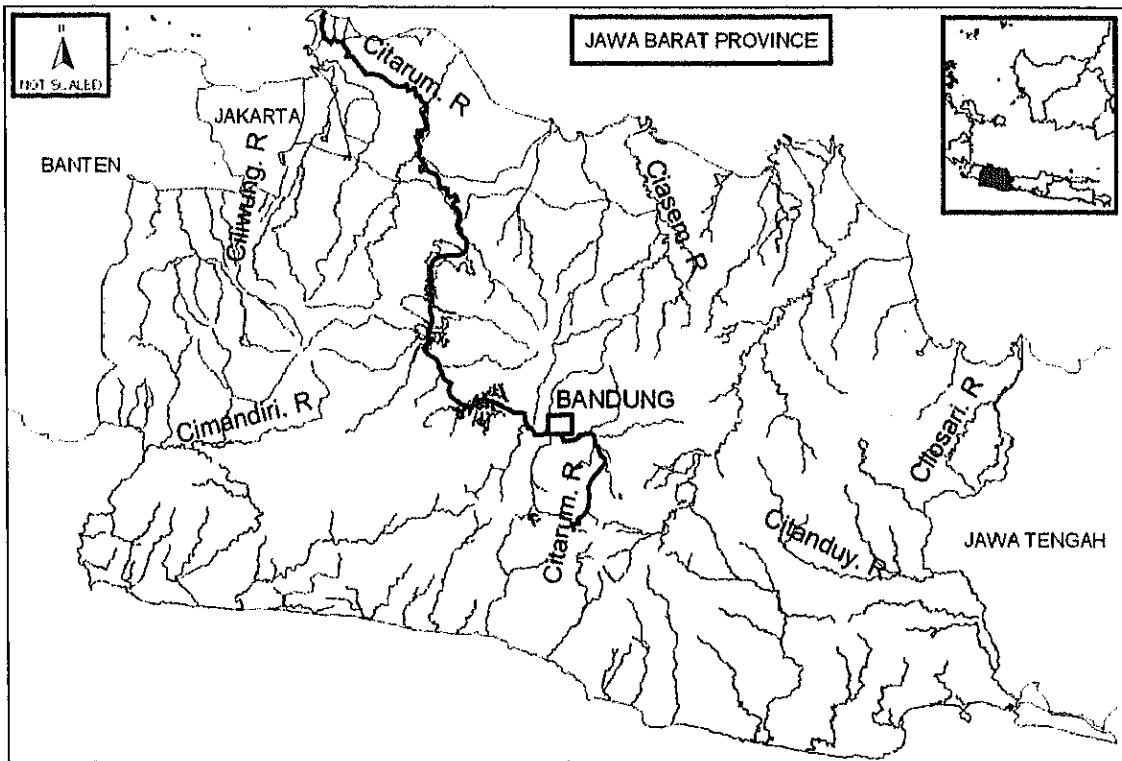 N
NOT SCALED
JAWA BARAT PROVINCE
Citarum. R
JAKARTA
BANTEN
Ciliwung. R
Ciasem. R
Cimandiri. R
BANDUNG
Citarum. R
Cilosari. R
Citanduy. R
JAWA TENGAH